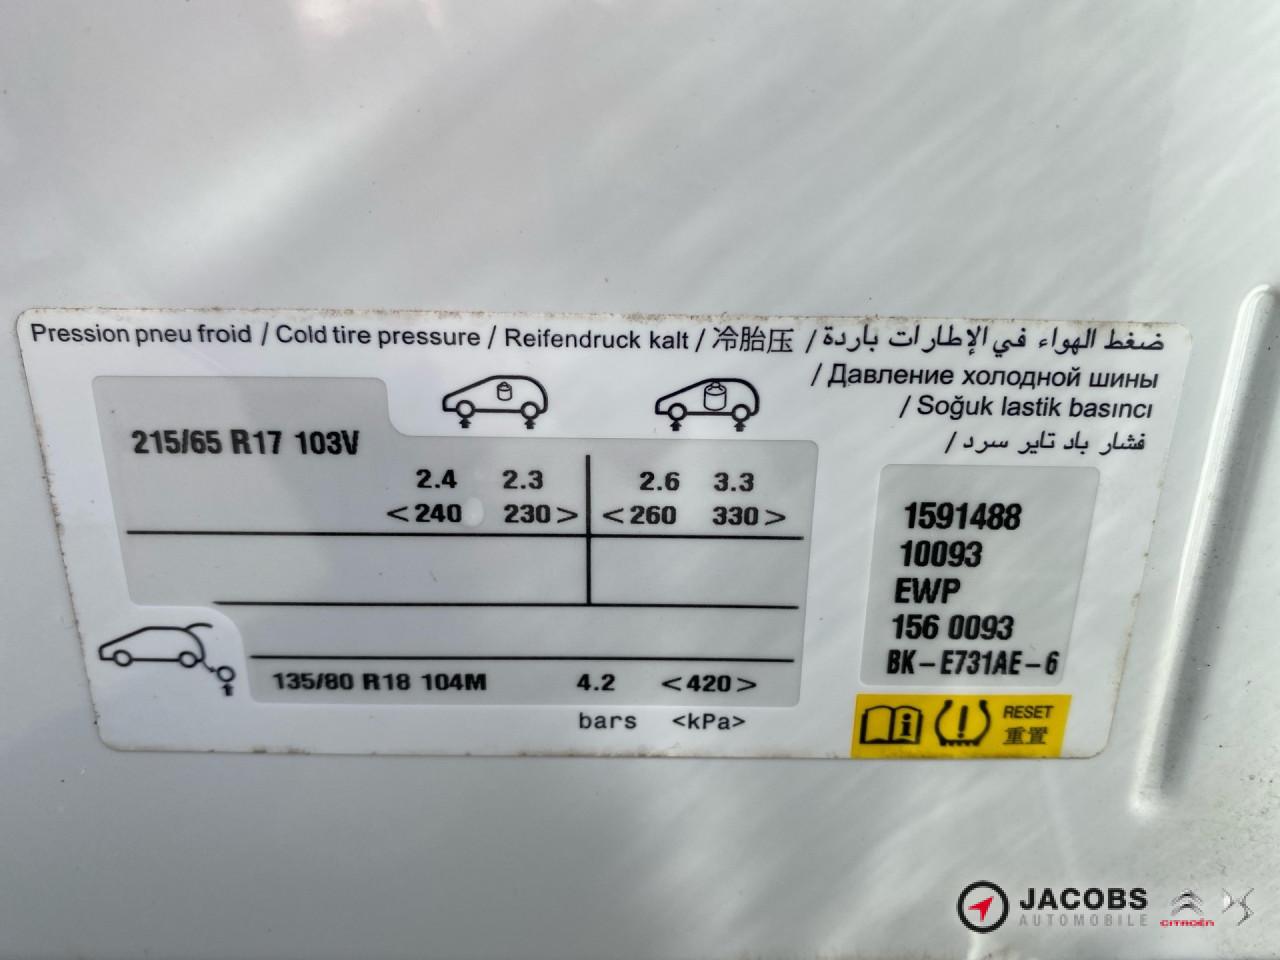 Pression pneu froid / Cold tire pressure / Reifendruck kalt / 冷胎压 / ضغط الهواء في الإطارات باردة
/ Давление холодной шины
/ Soğuk lastik basıncı
/ فشار باد تایر سرد
215/65 R17 103V
2.4 2.3 2.6 3.3
<240 230> <260 330>
135/80 R18 104M 4.2 <420>
bars <kPa>
1591488
10093
EWP
156 0093
BK-E731AE-6
i ! RESET
重置
JACOBS
AUTOMOBILE
CITROËN
DS